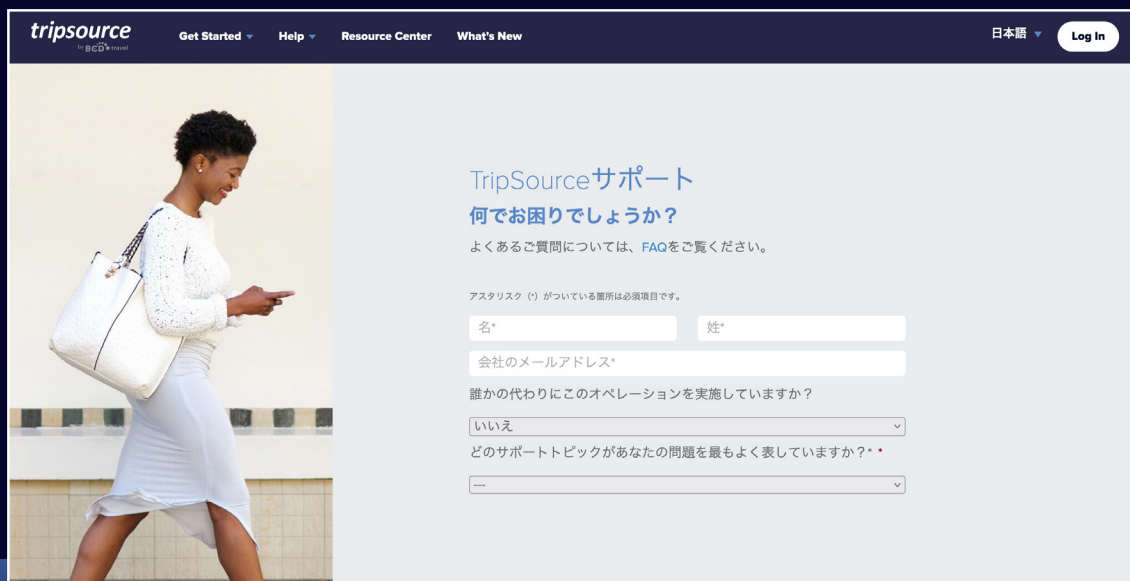 tripsource
by BCD travel
Get Started
Help
Resource Center
What's New
日本語
Log In
TripSourceサポート
何でお困りでしょうか？
よくあるご質問については、FAQをご覧ください。
アスタリスク（*）がついている箇所は必須項目です。
名*
姓*
会社のメールアドレス*
誰かの代わりにこのオペレーションを実施していますか？
いいえ
どのサポートトピックがあなたの問題を最もよく表していますか？* *
---